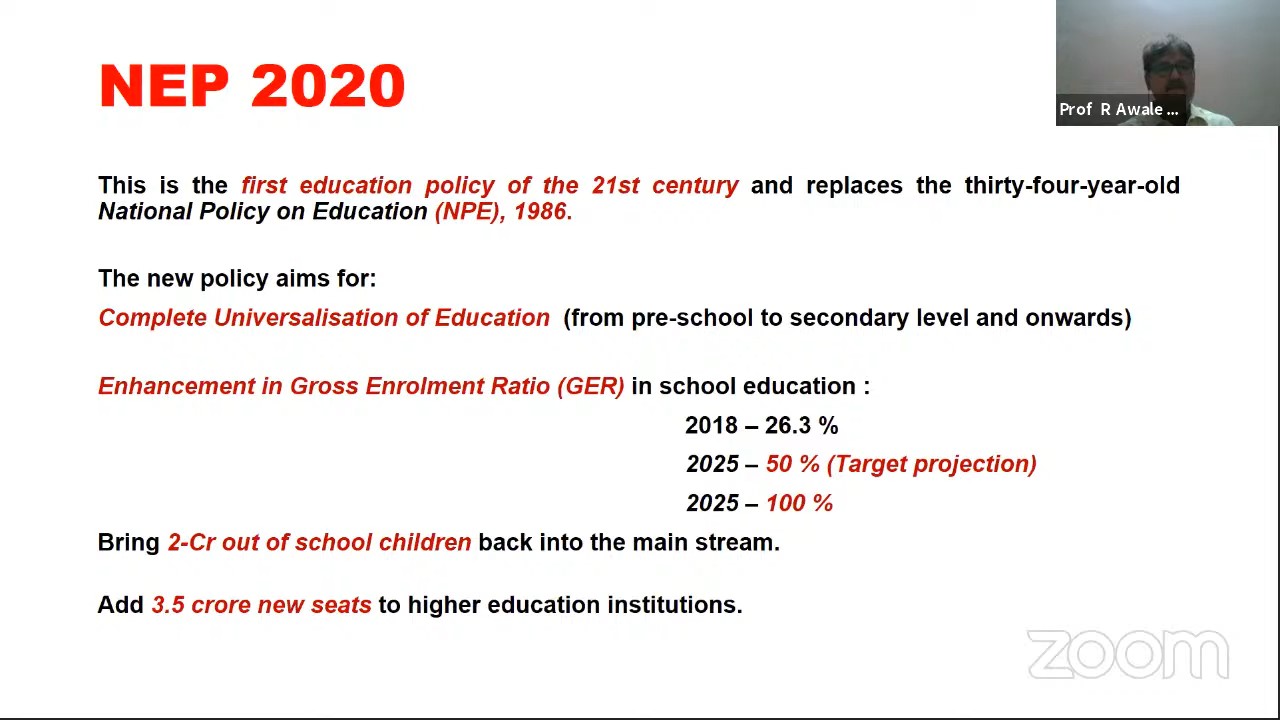 NEP 2020
Prof R Awale ...
This is the first education policy of the 21st century and replaces the thirty-four-year-old
National Policy on Education (NPE), 1986.
The new policy aims for:
Complete Universalisation of Education (from pre-school to secondary level and onwards)
Enhancement in Gross Enrolment Ratio (GER) in school education :
2018 – 26.3 %
2025 – 50 % (Target projection)
2025 – 100 %
Bring 2-Cr out of school children back into the main stream.
Add 3.5 crore new seats to higher education institutions.
zoom